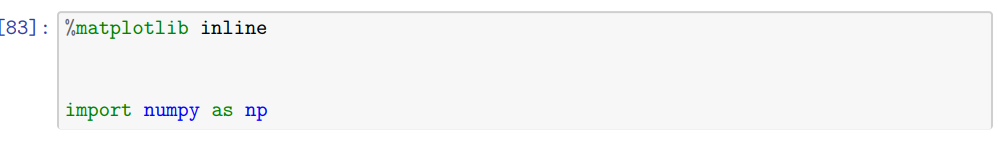 [83]: %matplotlib inline
import numpy as np